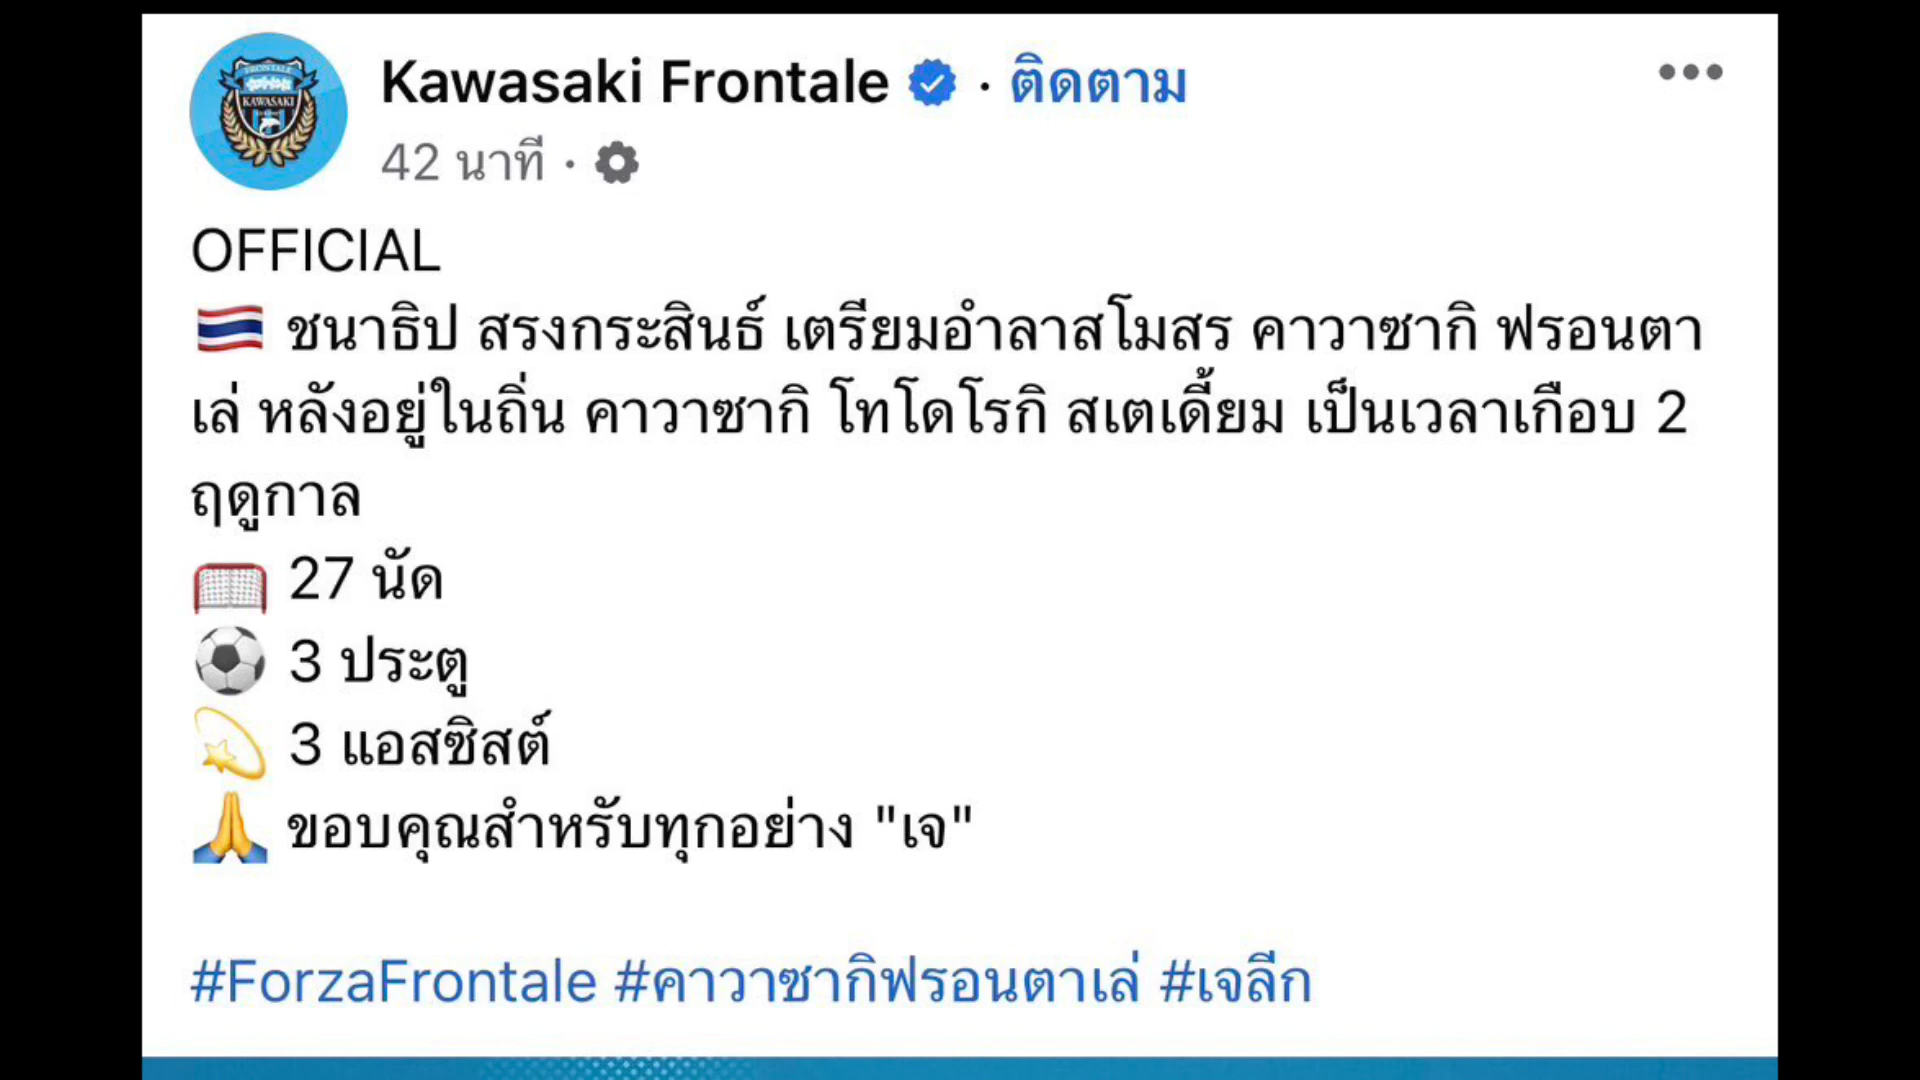 FRONTALE
KAWASAKI
Kawasaki Frontale · ติดตาม
42 นาที ·
OFFICIAL
🇹🇭 ชนาธิป สรงกระสินธ์ เตรียมอำลาสโมสร คาวาซากิ ฟรอนตา
เล่ หลังอยู่ในถิ่น คาวาซากิ โทโดโรกิ สเตเดี้ยม เป็นเวลาเกือบ 2
ฤดูกาล
🥅 27 นัด
⚽ 3 ประตู
💫 3 แอสซิสต์
🙏 ขอบคุณสำหรับทุกอย่าง "เจ"
#ForzaFrontale #คาวาซากิฟรอนตาเล่ #เจลีก